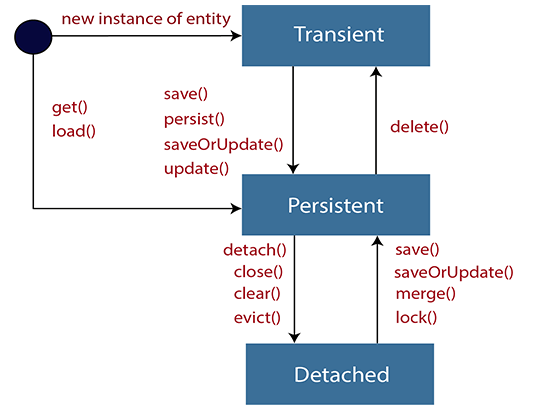 new instance of entity
Transient
get()
load()
save()
persist()
saveOrUpdate()
update()
delete()
Persistent
detach()
close()
clear()
evict()
save()
saveOrUpdate()
merge()
lock()
Detached